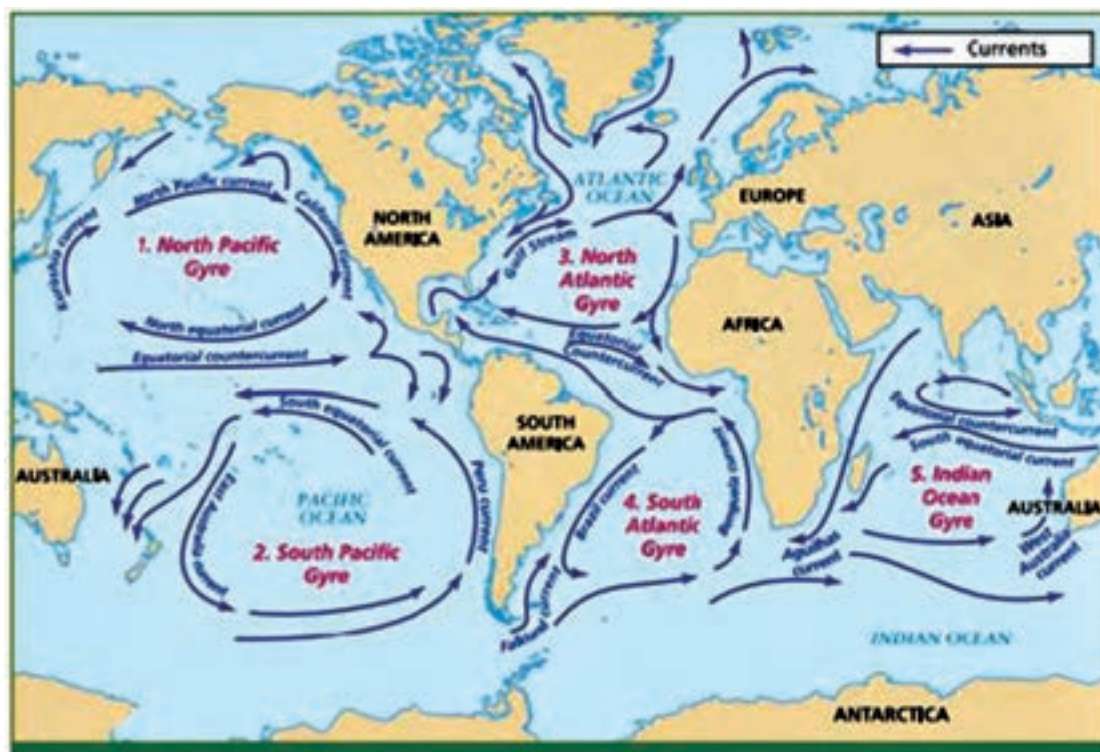 Currents
ATLANTIC
OCEAN
EUROPE
ASIA
NORTH
AMERICA
North Pacific current
California current
Kuroshio current
1. North Pacific
Gyre
Gulf Stream
3. North
Atlantic
Gyre
AFRICA
North equatorial current
Equatorial countercurrent
Equatorial
countercurrent
SOUTH
AMERICA
South equatorial current
Equatorial countercurrent
South equatorial current
AUSTRALIA
East Australia current
PACIFIC
OCEAN
Peru current
2. South Pacific
Gyre
Brazil current
4. South
Atlantic
Gyre
Benguela current
5. Indian
Ocean
Gyre
AUSTRALIA
Agulhas
current
West
Australia
current
Falkland current
INDIAN OCEAN
ANTARCTICA